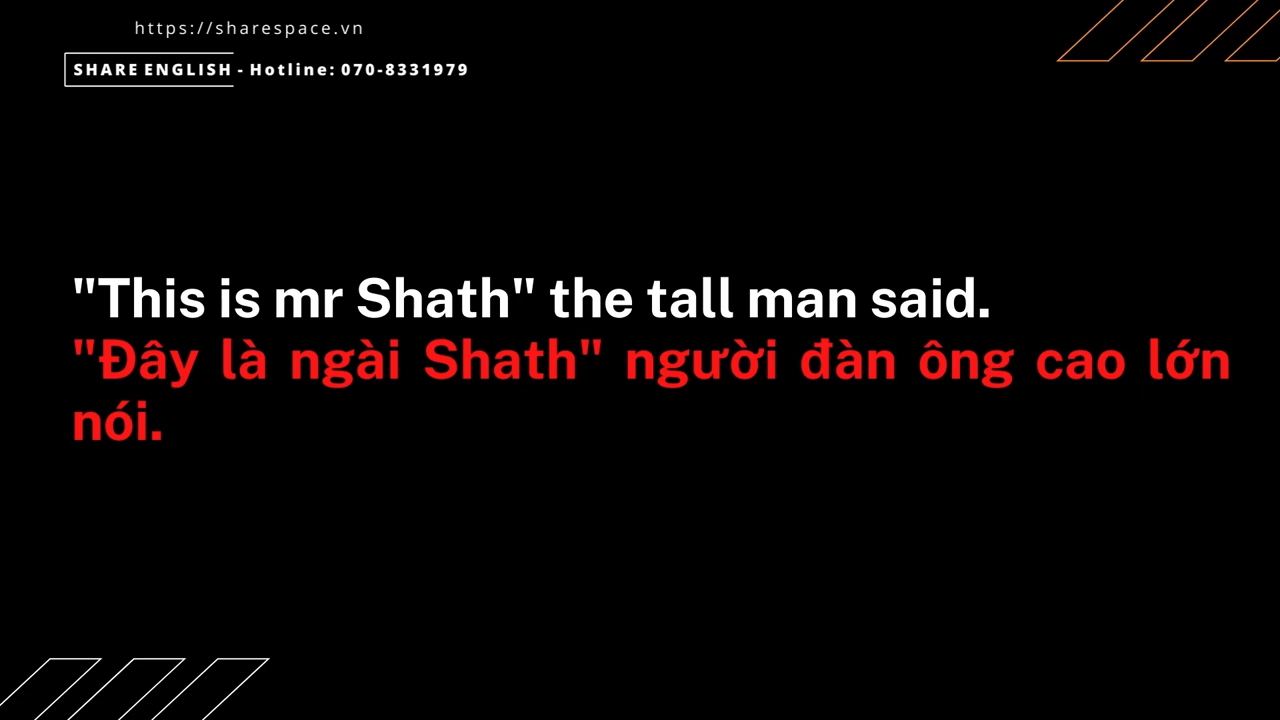 https://sharespace.vn
SHARE ENGLISH - Hotline: 070-8331979
"This is mr Shath" the tall man said.
"Đây là ngài Shath" người đàn ông cao lớn
nói.